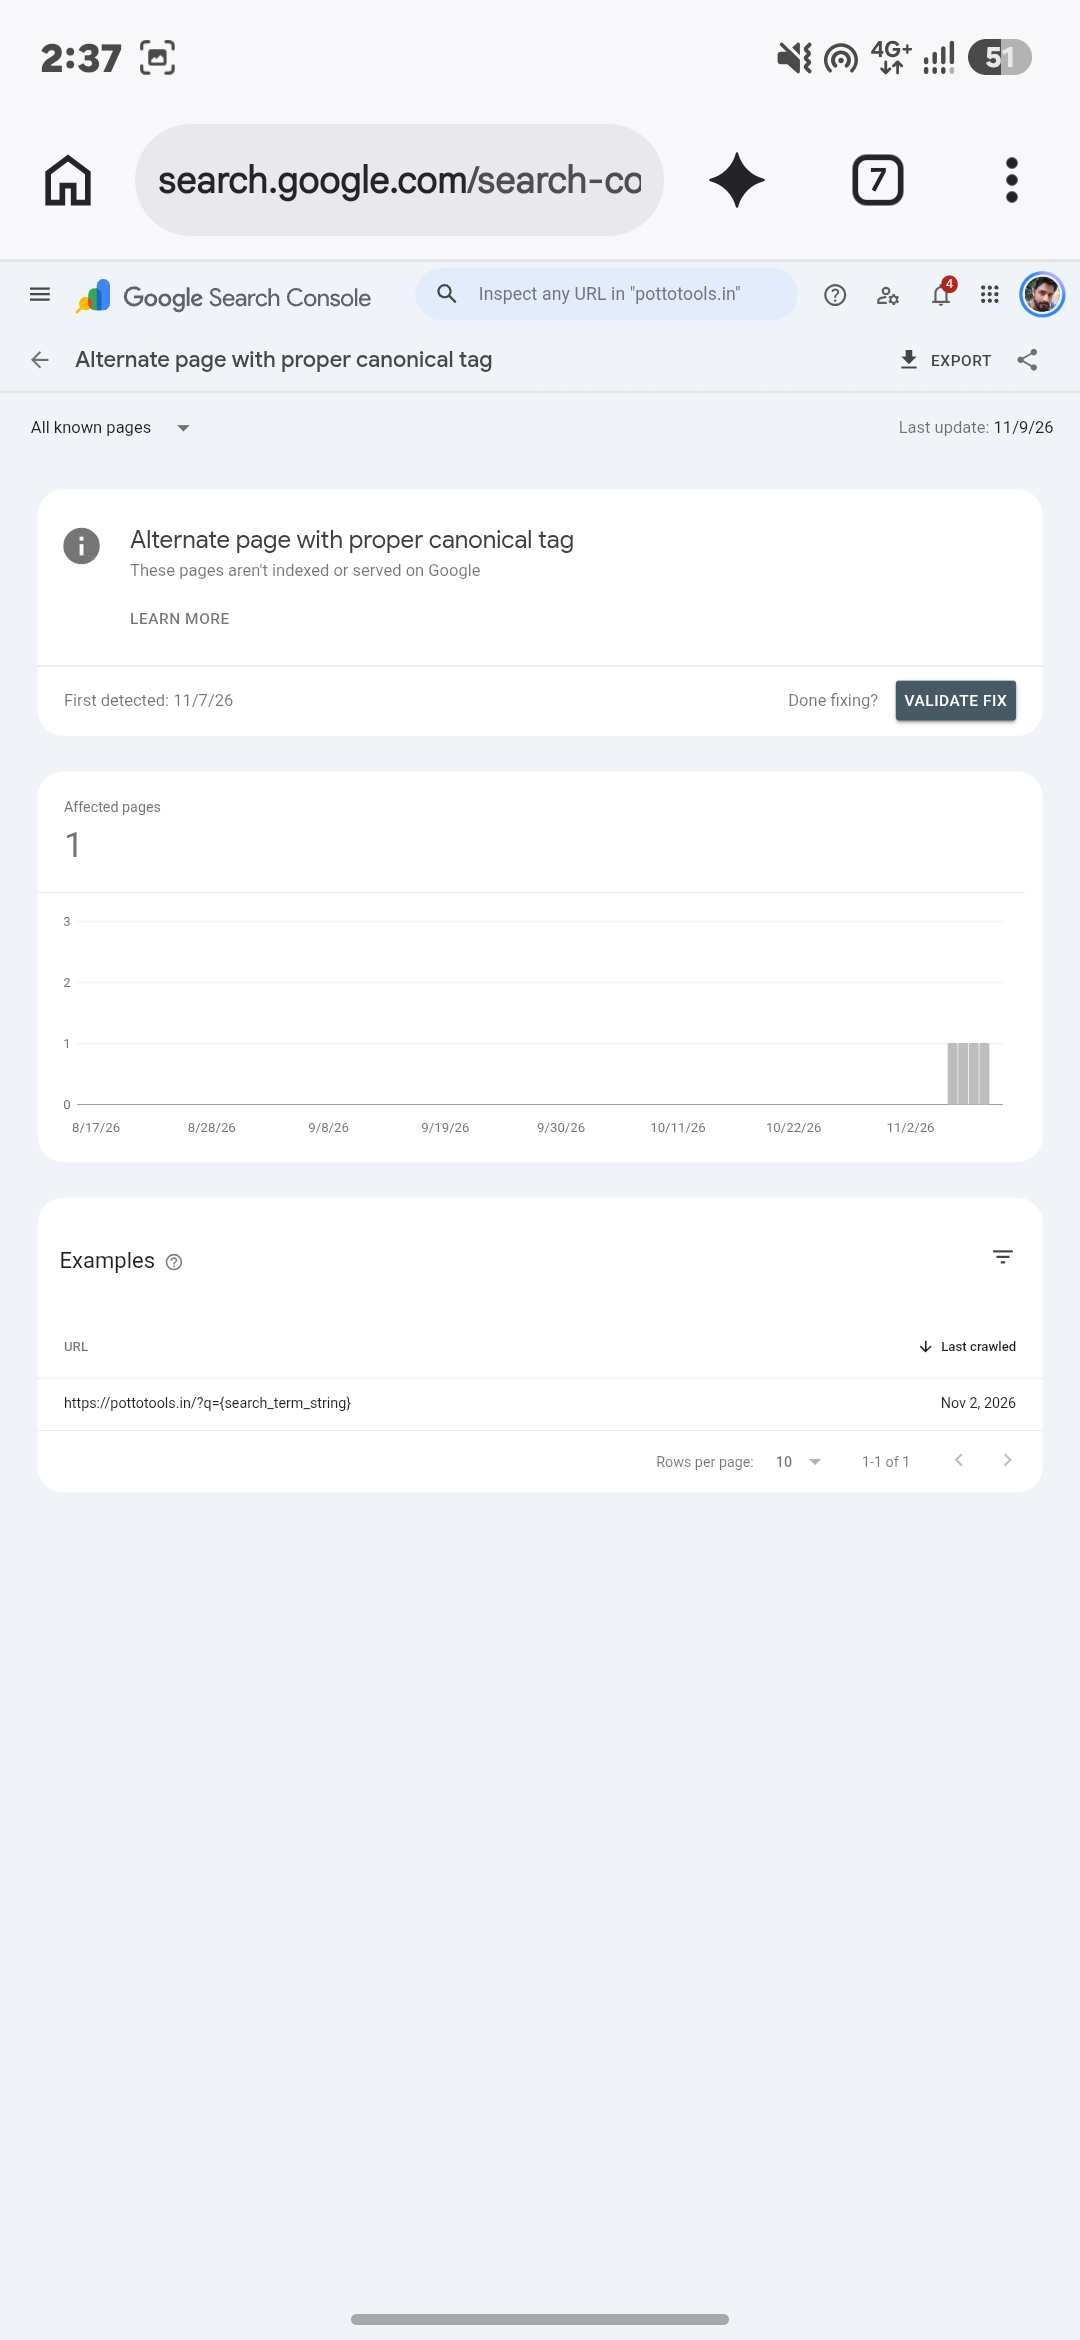 2:37
4G+
51
search.google.com/search-co
7
Google Search Console
Inspect any URL in "pottotools.in"
4
Alternate page with proper canonical tag
EXPORT
All known pages
Last update: 11/9/26
Alternate page with proper canonical tag
These pages aren't indexed or served on Google
LEARN MORE
First detected: 11/7/26
Done fixing?
VALIDATE FIX
Affected pages
1
3
2
1
0
8/17/26
8/28/26
9/8/26
9/19/26
9/30/26
10/11/26
10/22/26
11/2/26
Examples
URL
Last crawled
https://pottotools.in/?q={search_term_string}
Nov 2, 2026
Rows per page:
10
1-1 of 1